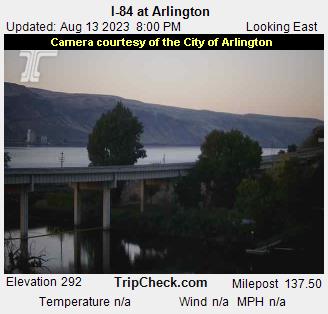 I-84 at Arlington
Updated: Aug 13 2023 8:00 PM Looking East
Camera courtesy of the City of Arlington
Elevation 292 TripCheck.com Milepost 137.50
Temperature n/a Wind n/a MPH n/a